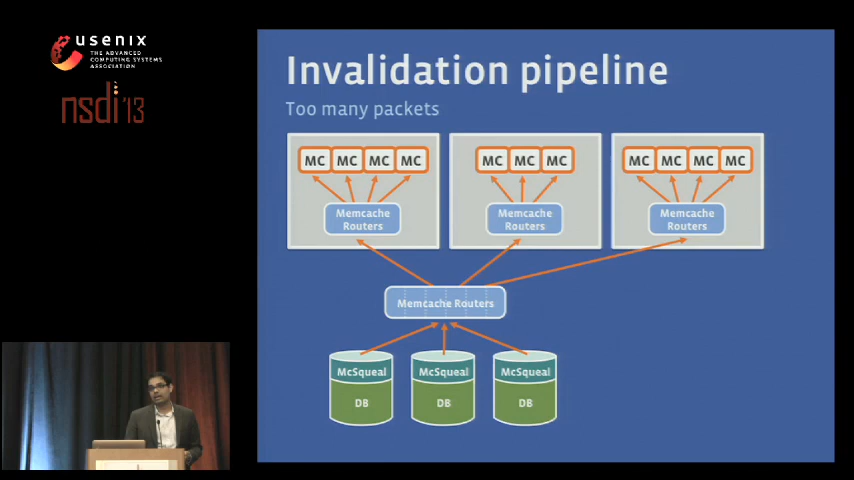 usenix
THE ADVANCED
COMPUTING SYSTEMS
ASSOCIATION
nsdi '13
Invalidation pipeline
Too many packets
MC MC MC MC
MC MC MC
MC MC MC MC
Memcache
Routers
Memcache
Routers
Memcache
Routers
Memcache Routers
McSqueal
McSqueal
McSqueal
DB
DB
DB